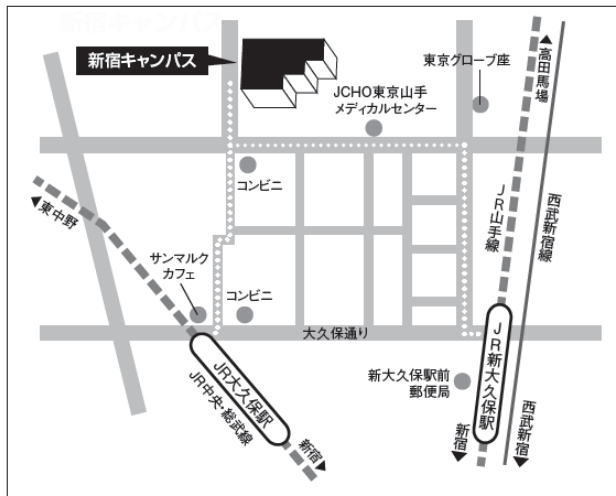 新宿キャンパス
東京グローブ座
高田馬場
JCHO東京山手
メディカルセンター
コンビニ
JR山手線
西武新宿線
東中野
サンマルク
カフェ
コンビニ
大久保通り
JR大久保駅
JR中央・総武線
新宿
新大久保駅前
郵便局
JR新大久保駅
新宿
西武新宿